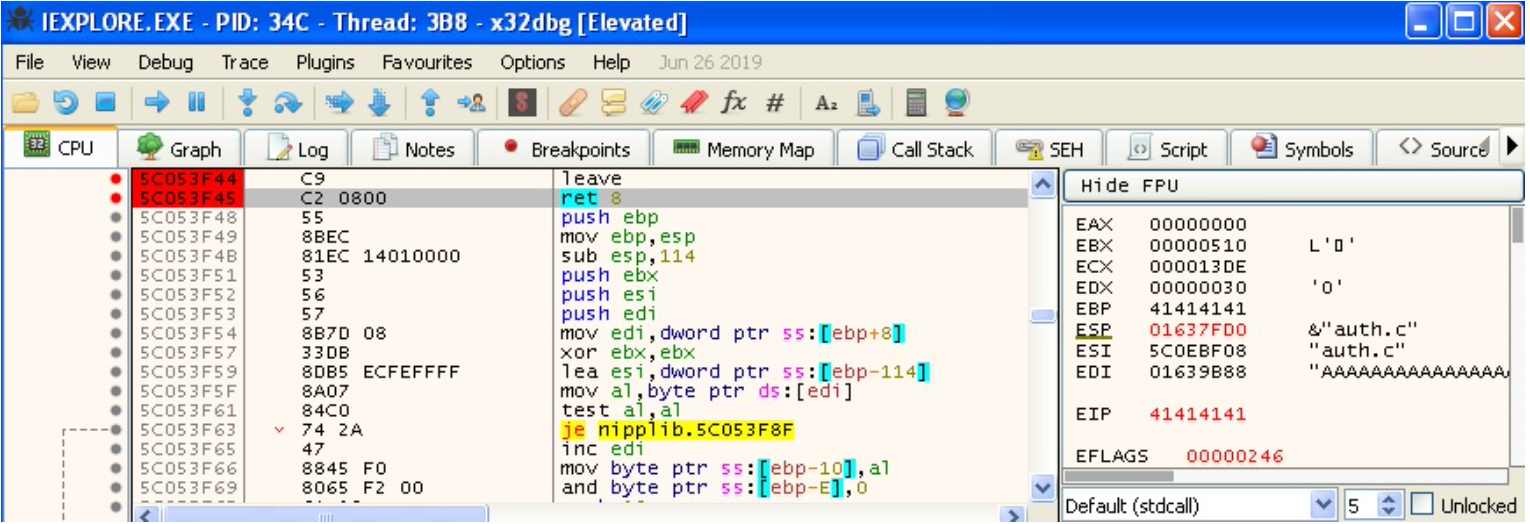 IEXPLORE.EXE - PID: 34C - Thread: 3B8 - x32dbg [Elevated]
File View Debug Trace Plugins Favourites Options Help Jun 26 2019
S fx # Az
32 CPU Graph Log Notes Breakpoints Memory Map Call Stack SEH Script Symbols <> Source
5C053F44 C9 leave
5C053F45 C2 0800 ret 8
5C053F48 55 push ebp
5C053F49 8BEC mov ebp,esp
5C053F4B 81EC 14010000 sub esp,114
5C053F51 53 push ebx
5C053F52 56 push esi
5C053F53 57 push edi
5C053F54 8B7D 08 mov edi,dword ptr ss:[ebp+8]
5C053F57 33DB xor ebx,ebx
5C053F59 8DB5 ECFEFFFF lea esi,dword ptr ss:[ebp-114]
5C053F5F 8A07 mov al,byte ptr ds:[edi]
5C053F61 84C0 test al,al
5C053F63 74 2A je nipplib.5C053F8F
5C053F65 47 inc edi
5C053F66 8845 F0 mov byte ptr ss:[ebp-10],al
5C053F69 8065 F2 00 and byte ptr ss:[ebp-E],0
Hide FPU
EAX 00000000
EBX 00000510 L'Ȑ'
ECX 000013DE
EDX 00000030 '0'
EBP 41414141
ESP 01637FD0 &"auth.c"
ESI 5C0EBF08 "auth.c"
EDI 01639B88 "AAAAAAAAAAAAAAAA
EIP 41414141
EFLAGS 00000246
Default (stdcall) 5 Unlocked